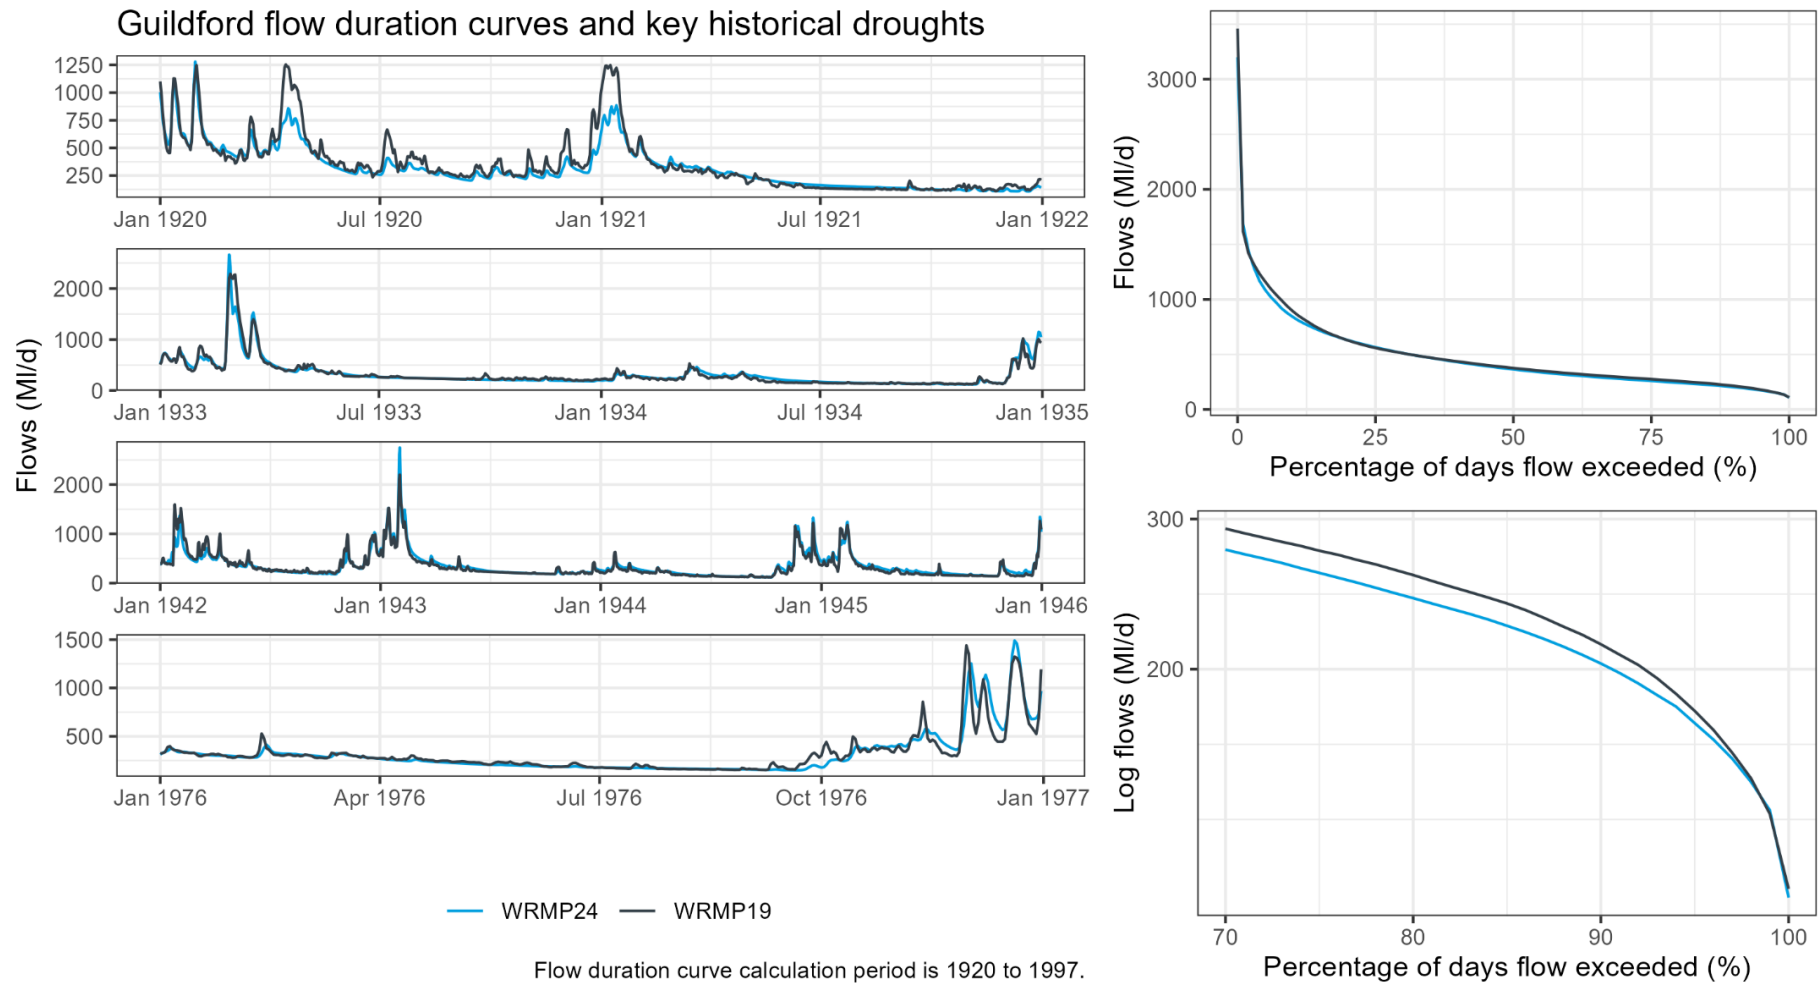 Guildford flow duration curves and key historical droughts
Flows (Ml/d)
1250
1000
750
500
250
Jan 1920
Jul 1920
Jan 1921
Jul 1921
Jan 1922
2000
1000
0
Jan 1933
Jul 1933
Jan 1934
Jul 1934
Jan 1935
2000
1000
0
Jan 1942
Jan 1943
Jan 1944
Jan 1945
Jan 1946
1500
1000
500
Jan 1976
Apr 1976
Jul 1976
Oct 1976
Jan 1977
WRMP24
WRMP19
Flow duration curve calculation period is 1920 to 1997.
Flows (Ml/d)
3000
2000
1000
0
0
25
50
75
100
Percentage of days flow exceeded (%)
Log flows (Ml/d)
300
200
70
80
90
100
Percentage of days flow exceeded (%)